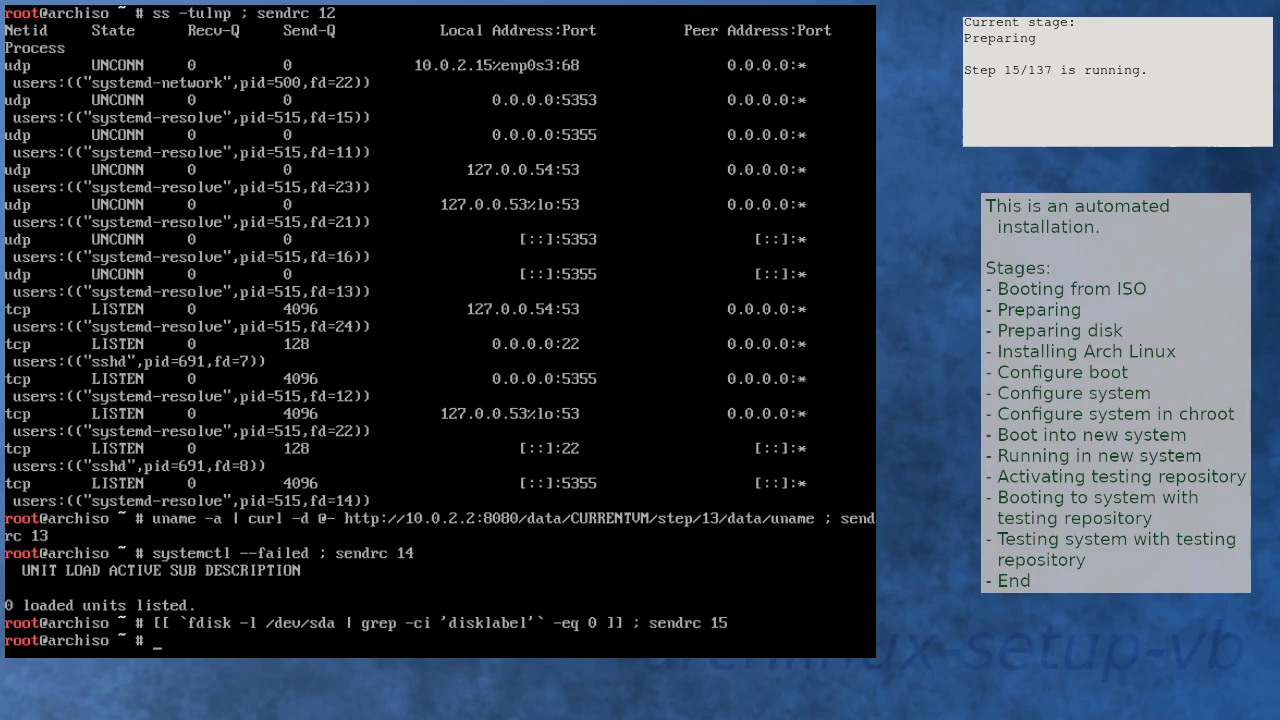 root@archiso ~ # ss -tulnp ; sendrc 12
Netid State Recv-Q Send-Q Local Address:Port Peer Address:Port
Process
udp UNCONN 0 0 10.0.2.15%enp0s3:68 0.0.0.0:*
users:(("systemd-network",pid=500,fd=22))
udp UNCONN 0 0 0.0.0.0:5353 0.0.0.0:*
users:(("systemd-resolve",pid=515,fd=15))
udp UNCONN 0 0 0.0.0.0:5355 0.0.0.0:*
users:(("systemd-resolve",pid=515,fd=11))
udp UNCONN 0 0 127.0.0.54:53 0.0.0.0:*
users:(("systemd-resolve",pid=515,fd=23))
udp UNCONN 0 0 127.0.0.53%lo:53 0.0.0.0:*
users:(("systemd-resolve",pid=515,fd=21))
udp UNCONN 0 0 [::]:5353 [::]:*
users:(("systemd-resolve",pid=515,fd=16))
udp UNCONN 0 0 [::]:5355 [::]:*
users:(("systemd-resolve",pid=515,fd=13))
tcp LISTEN 0 4096 127.0.0.54:53 0.0.0.0:*
users:(("systemd-resolve",pid=515,fd=24))
tcp LISTEN 0 128 0.0.0.0:22 0.0.0.0:*
users:(("sshd",pid=691,fd=7))
tcp LISTEN 0 4096 0.0.0.0:5355 0.0.0.0:*
users:(("systemd-resolve",pid=515,fd=12))
tcp LISTEN 0 4096 127.0.0.53%lo:53 0.0.0.0:*
users:(("systemd-resolve",pid=515,fd=22))
tcp LISTEN 0 128 [::]:22 [::]:*
users:(("sshd",pid=691,fd=8))
tcp LISTEN 0 4096 [::]:5355 [::]:*
users:(("systemd-resolve",pid=515,fd=14))
root@archiso ~ # uname -a | curl -d @- http://10.0.2.2:8080/data/CURRENTVM/step/13/data/uname ; send
rc 13
root@archiso ~ # systemctl --failed ; sendrc 14
UNIT LOAD ACTIVE SUB DESCRIPTION
0 loaded units listed.
root@archiso ~ # [[ `fdisk -l /dev/sda | grep -ci 'disklabel'` -eq 0 ]] ; sendrc 15
root@archiso ~ # _
Current stage:
Preparing
Step 15/137 is running.
This is an automated
installation.
Stages:
- Booting from ISO
- Preparing
- Preparing disk
- Installing Arch Linux
- Configure boot
- Configure system
- Configure system in chroot
- Boot into new system
- Running in new system
- Activating testing repository
- Booting to system with
testing repository
- Testing system with testing
repository
- End
archlinux-setup-vb